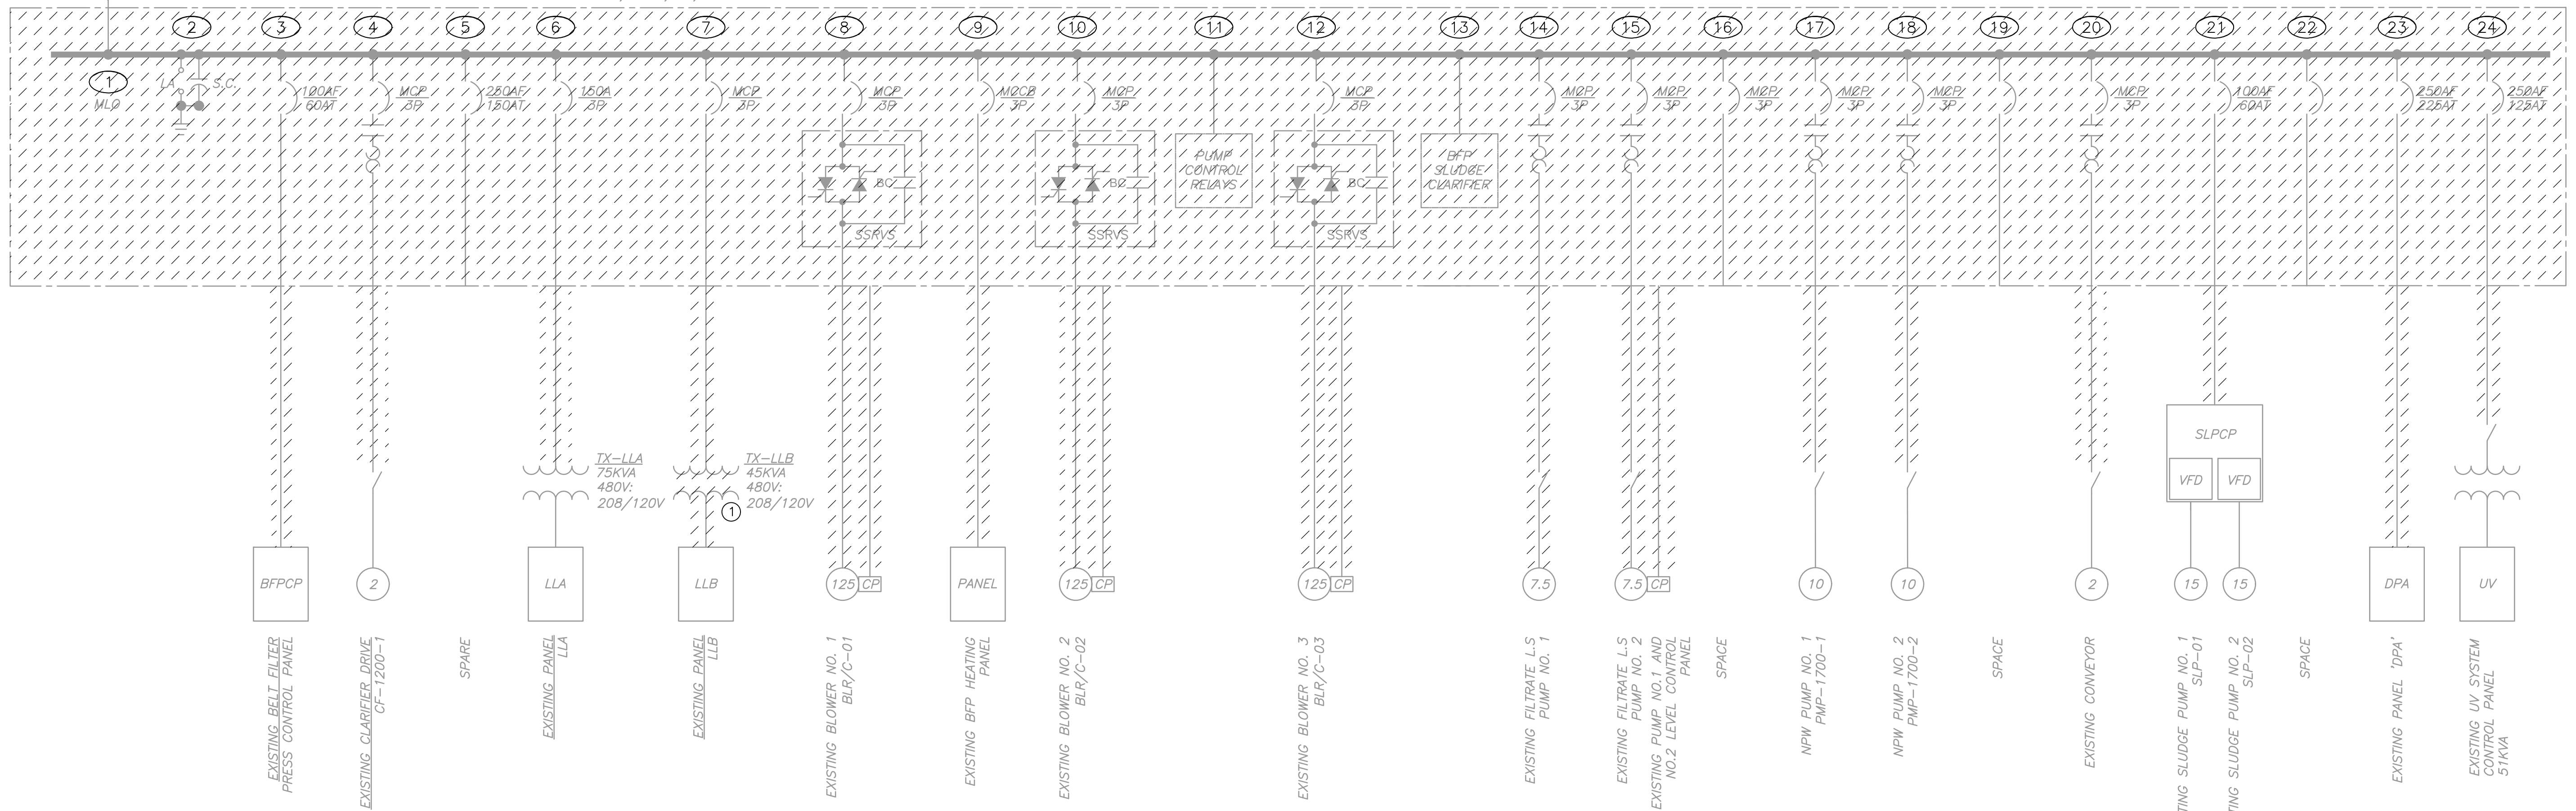 2 3 4 5 6 7 8 9 10 11 12 13 14 15 16 17 18 19 20 21 22 23 24
1
MLO
LA
S.C.
100AF
60AT
MCP
3P
250AF
150AT
150A
3P
MCP
3P
MCP
3P
MOCB
3P
MCP
3P
MCP
3P
MCP
3P
MCP
3P
MCP
3P
MCP
3P
MCP
3P
MCP
3P
100AF
60AT
250AF
225AT
250AF
125AT
BC
SSRVS
BC
SSRVS
PUMP
CONTROL
RELAYS
BC
SSRVS
BFP
SLUDGE
CLARIFIER
TX-LLA
75KVA
480V:
208/120V
TX-LLB
45KVA
480V:
208/120V
1
SLPCP
VFD
VFD
BFPCP
2
LLA
LLB
125
CP
PANEL
125
CP
125
CP
7.5
7.5
CP
10
10
2
15
15
DPA
UV
EXISTING BELT FILTER
PRESS CONTROL PANEL
EXISTING CLARIFIER DRIVE
CF-1200-1
SPARE
EXISTING PANEL
LLA
EXISTING PANEL
LLB
EXISTING BLOWER NO. 1
BLR/C-01
EXISTING BFP HEATING
PANEL
EXISTING BLOWER NO. 2
BLR/C-02
EXISTING BLOWER NO. 3
BLR/C-03
EXISTING FILTRATE L.S
PUMP NO. 1
EXISTING FILTRATE L.S
PUMP NO. 2
EXISTING PUMP NO.1 AND
NO.2 LEVEL CONTROL
PANEL
SPACE
NPW PUMP NO. 1
PMP-1700-1
NPW PUMP NO. 2
PMP-1700-2
SPACE
EXISTING CONVEYOR
TING SLUDGE PUMP NO. 1
SLP-01
TING SLUDGE PUMP NO. 2
SLP-02
SPACE
EXISTING PANEL 'DPA'
EXISTING UV SYSTEM
CONTROL PANEL
51KVA